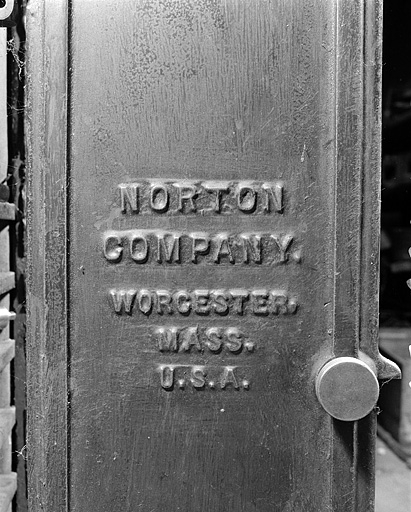 NORTON
COMPANY.
WORCESTER.
MASS.
U.S.A.